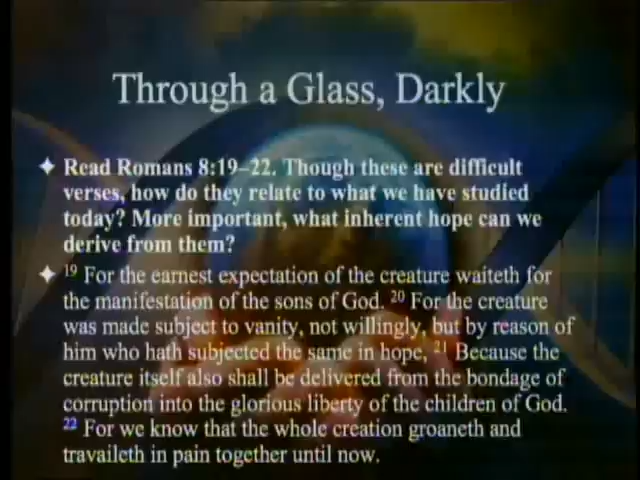 Through a Glass, Darkly
✦ Read Romans 8:19–22. Though these are difficult
verses, how do they relate to what we have studied
today? More important, what inherent hope can we
derive from them?
✦ 19 For the earnest expectation of the creature waiteth for
the manifestation of the sons of God. 20 For the creature
was made subject to vanity, not willingly, but by reason of
him who hath subjected the same in hope, 21 Because the
creature itself also shall be delivered from the bondage of
corruption into the glorious liberty of the children of God.
22 For we know that the whole creation groaneth and
travaileth in pain together until now.